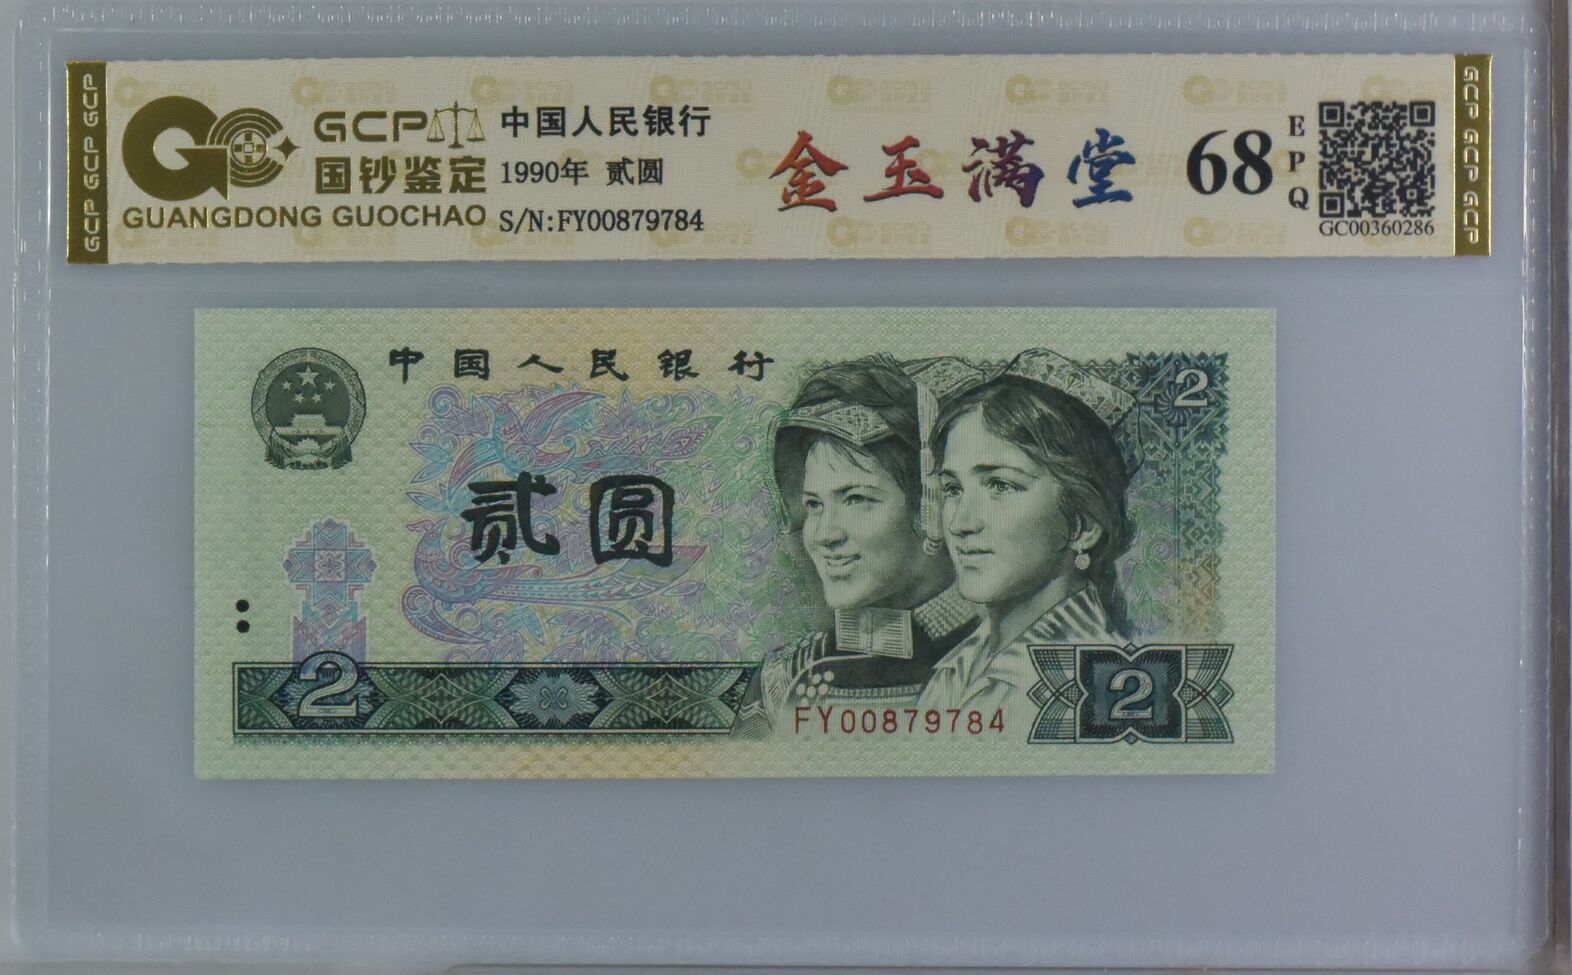 GCP GCP GCP
GCP
国钞鉴定
GUANGDONG GUOCHAO
中国人民银行
1990年 贰圆
S/N:FY00879784
金玉满堂
68
EPQ
GC00360286
GCP GCP GCP
中国人民银行
2
贰圆
2
FY00879784
2